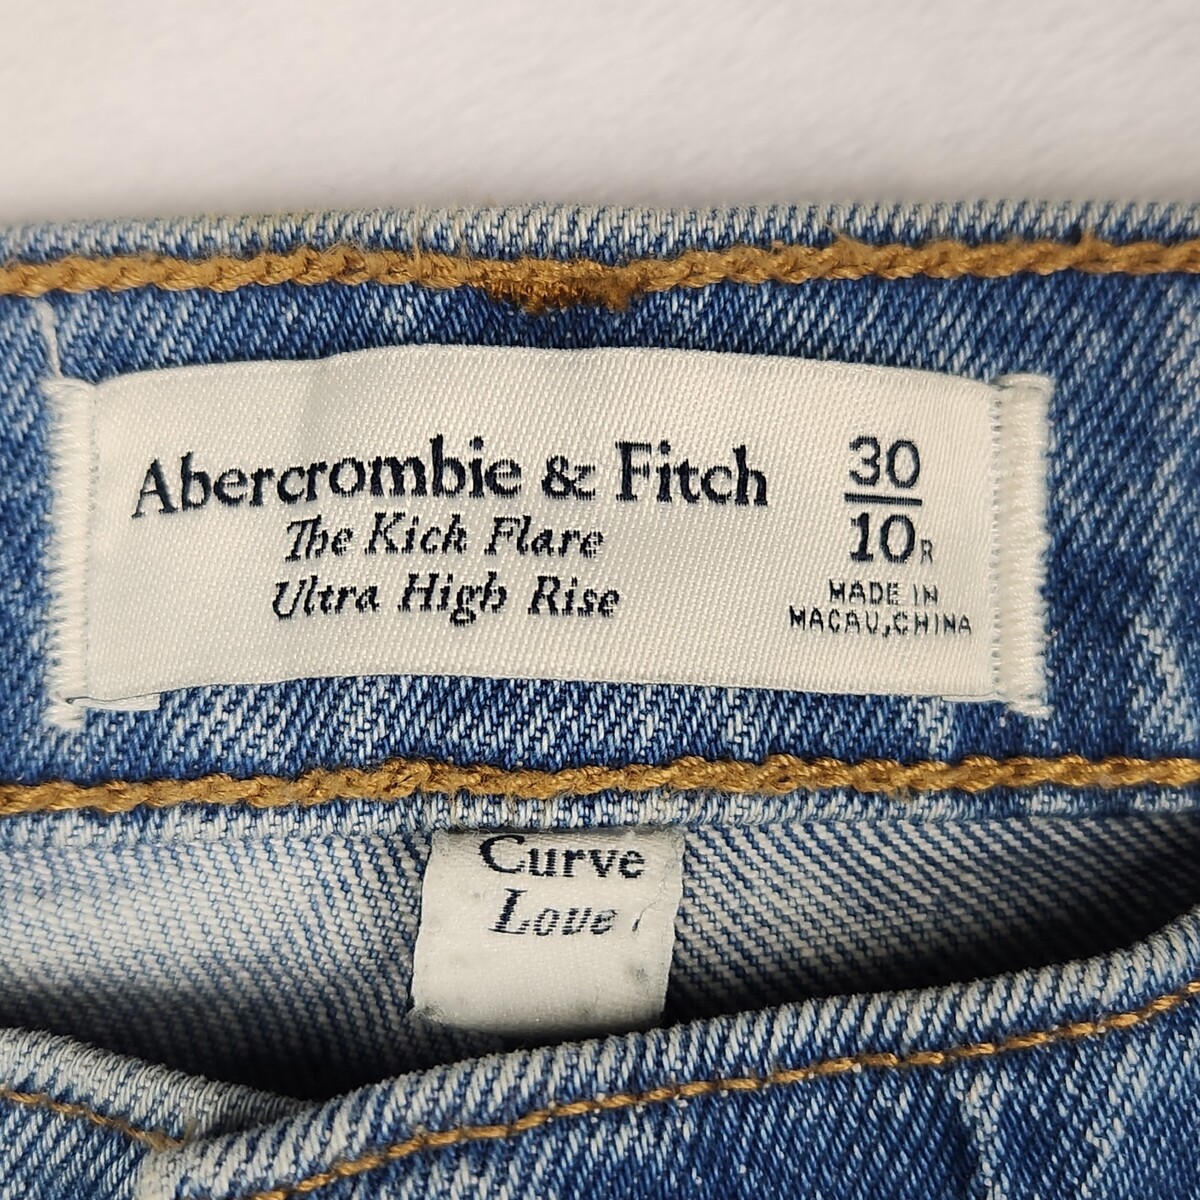 Abercrombie & Fitch
The Kick Flare
Ultra High Rise
30
10R
MADE IN
MACAU,CHINA
Curve
Love